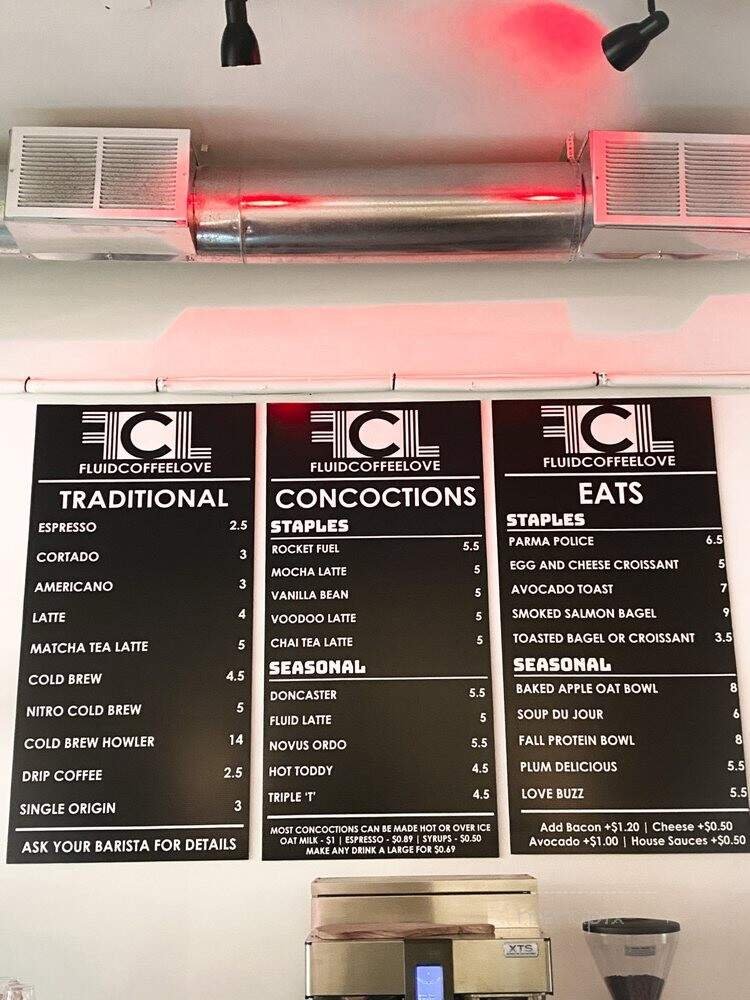 FCL
FLUIDCOFFEELOVE
TRADITIONAL
ESPRESSO 2.5
CORTADO 3
AMERICANO 3
LATTE 4
MATCHA TEA LATTE 5
COLD BREW 4.5
NITRO COLD BREW 5
COLD BREW HOWLER 14
DRIP COFFEE 2.5
SINGLE ORIGIN 3
ASK YOUR BARISTA FOR DETAILS
FCL
FLUIDCOFFEELOVE
CONCOCTIONS
STAPLES
ROCKET FUEL 5.5
MOCHA LATTE 5
VANILLA BEAN 5
VOODOO LATTE 5
CHAI TEA LATTE 5
SEASONAL
DONCASTER 5.5
FLUID LATTE 5
NOVUS ORDO 5.5
HOT TODDY 4.5
TRIPLE 'T' 4.5
MOST CONCOCTIONS CAN BE MADE HOT OR OVER ICE
OAT MILK - $1 | ESPRESSO - $0.89 | SYRUPS - $0.50
MAKE ANY DRINK A LARGE FOR $0.69
FCL
FLUIDCOFFEELOVE
EATS
STAPLES
PARMA POLICE 6.5
EGG AND CHEESE CROISSANT 5
AVOCADO TOAST 7
SMOKED SALMON BAGEL 9
TOASTED BAGEL OR CROISSANT 3.5
SEASONAL
BAKED APPLE OAT BOWL 8
SOUP DU JOUR 6
FALL PROTEIN BOWL 8
PLUM DELICIOUS 5.5
LOVE BUZZ 5.5
Add Bacon +$1.20 | Cheese +$0.50
Avocado +$1.00 | House Sauces +$0.50
XTS